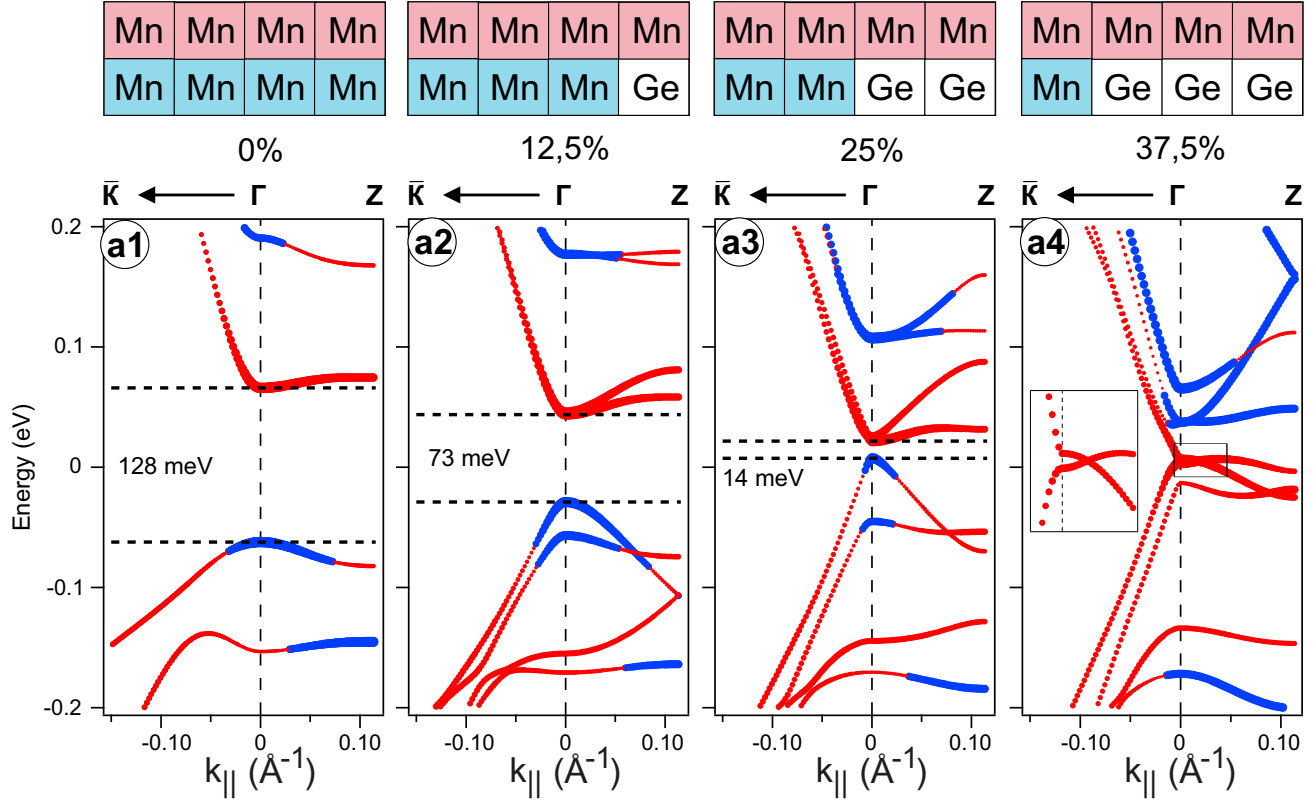 Mn Mn Mn Mn Mn Mn Mn Mn Mn Mn Mn Mn Mn Mn Mn Mn
Mn Mn Mn Mn Mn Mn Mn Ge Mn Mn Ge Ge Mn Ge Ge Ge
0% 12,5% 25% 37,5%
K̅ Γ Z K̅ Γ Z K̅ Γ Z K̅ Γ Z
a1 a2 a3 a4
0.2
0.1
0
-0.1
-0.2
Energy (eV)
128 meV 73 meV 14 meV
-0.10 0 0.10 -0.10 0 0.10 -0.10 0 0.10 -0.10 0 0.10
k|| (Å-1) k|| (Å-1) k|| (Å-1) k|| (Å-1)